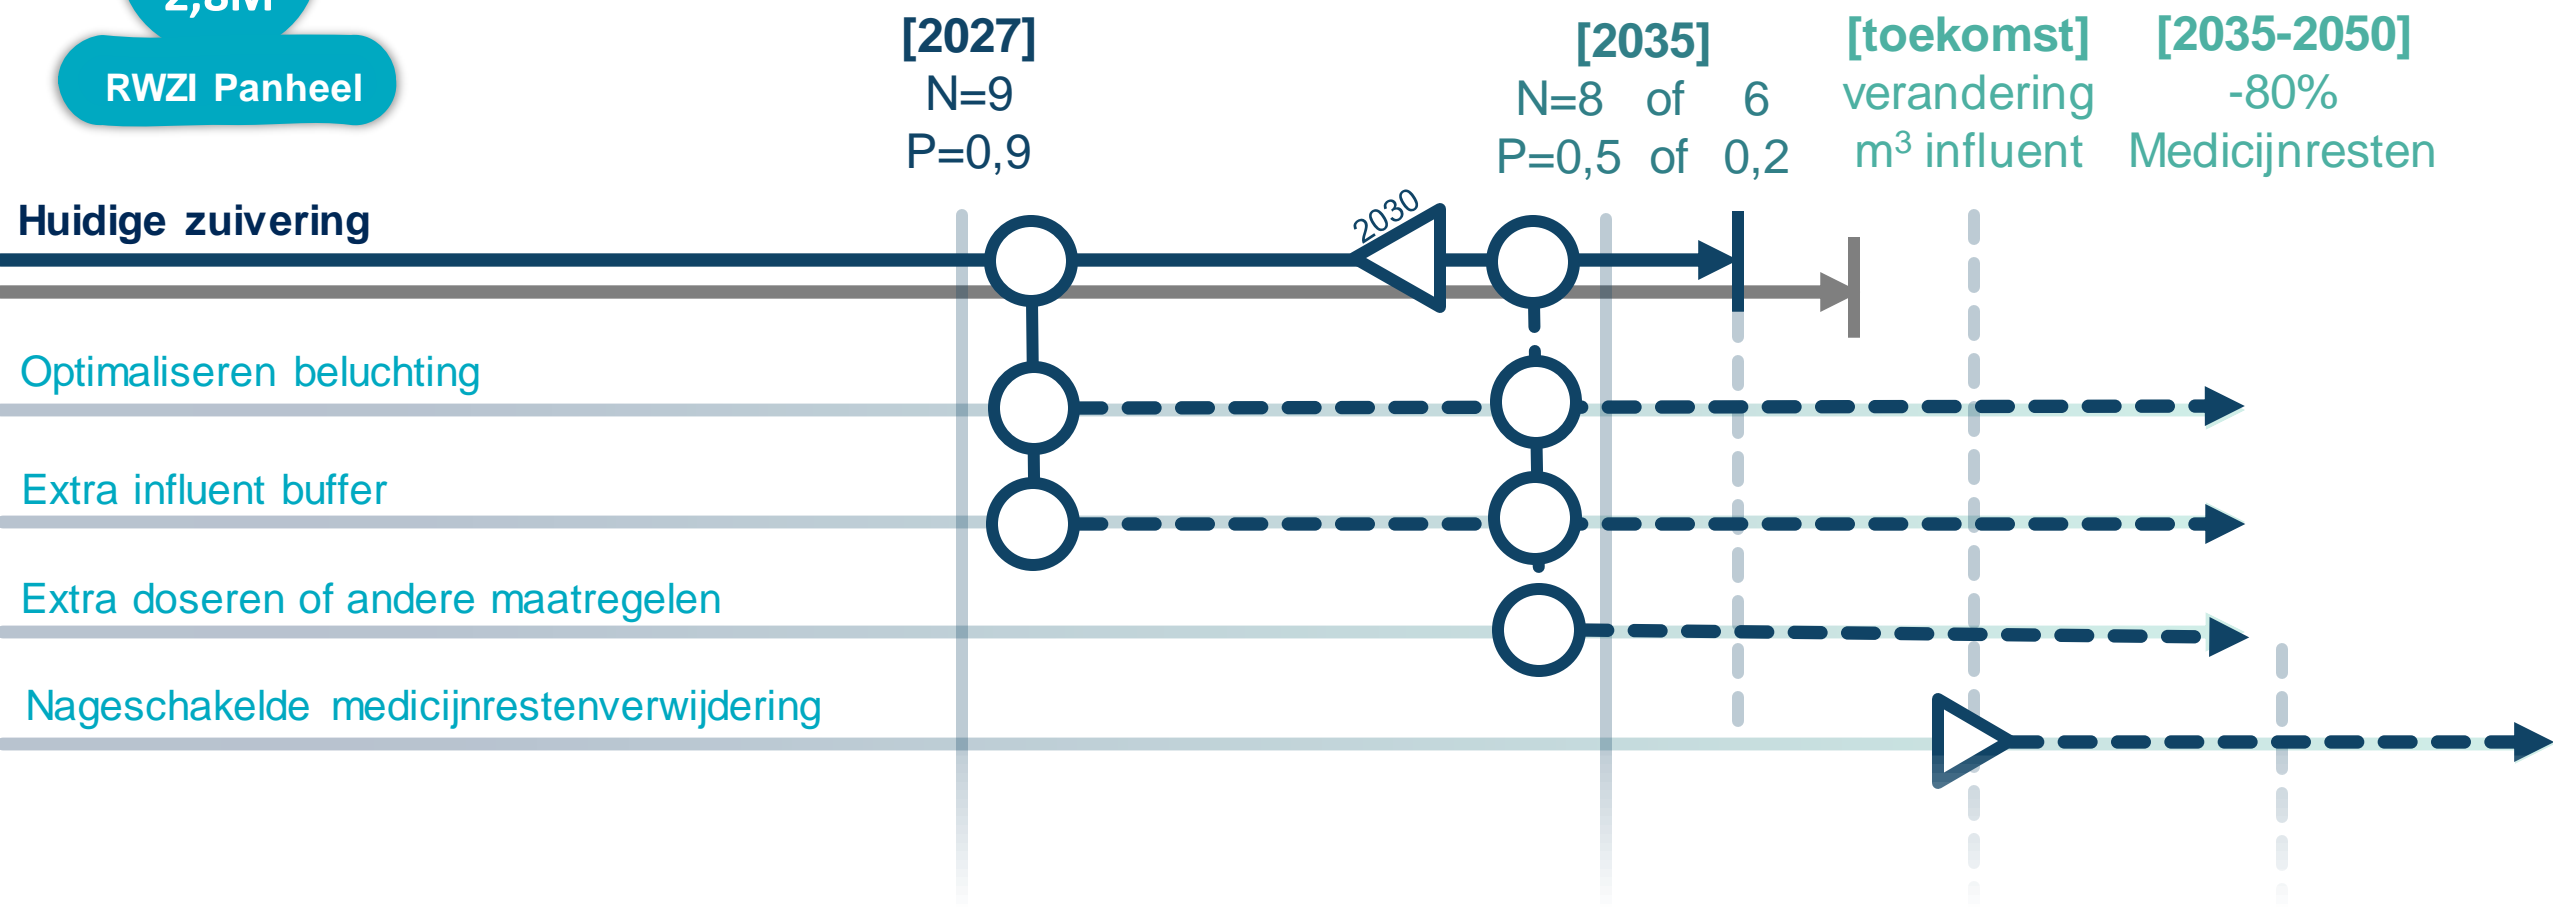 2,8M
RWZI Panheel
[2027]
N=9
P=0,9
[2035]
N=8 of 6
P=0,5 of 0,2
[toekomst]
verandering
m³ influent
[2035-2050]
-80%
Medicijnresten
2030
Huidige zuivering
Optimaliseren beluchting
Extra influent buffer
Extra doseren of andere maatregelen
Nageschakelde medicijnrestenverwijdering